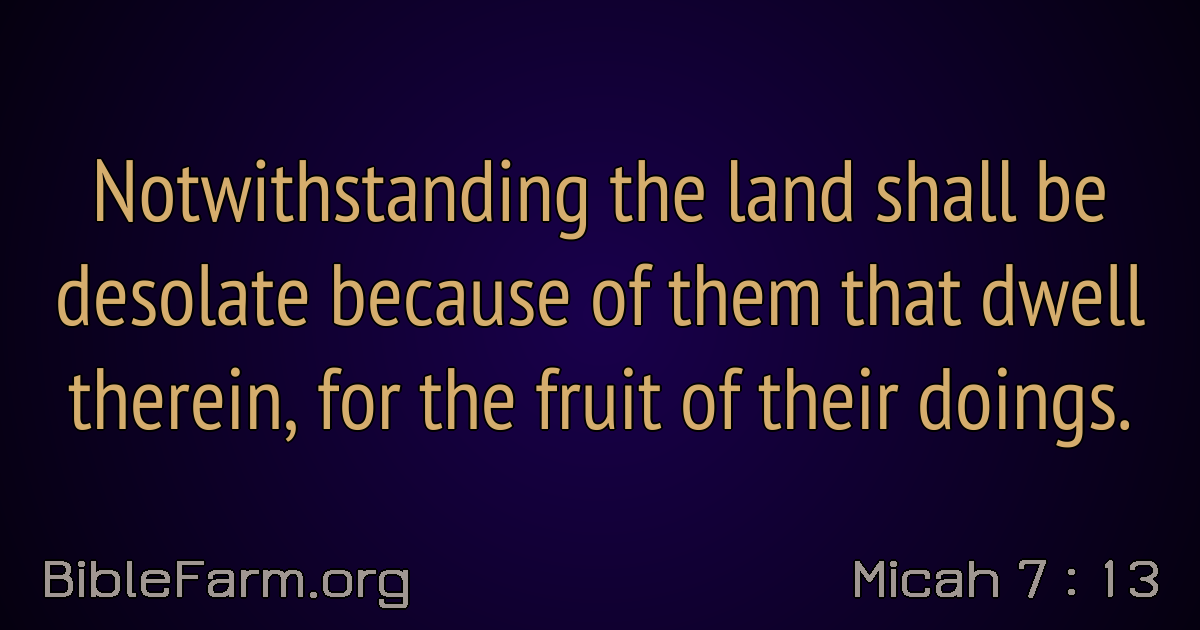 Notwithstanding the land shall be
desolate because of them that dwell
therein, for the fruit of their doings.
BibleFarm.org
Micah 7 : 13